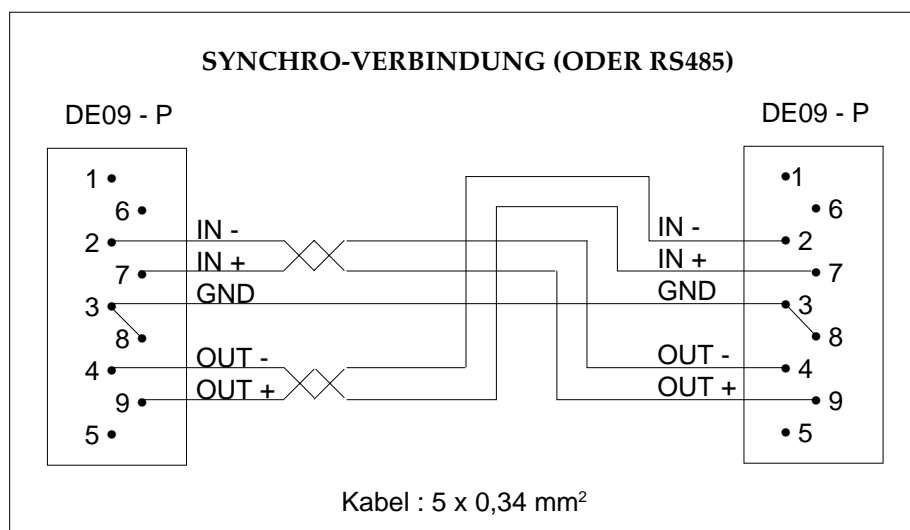 SYNCHRO-VERBINDUNG (ODER RS485)
DE09 - P
DE09 - P
1
6
2
7
3
8
4
9
5
IN -
IN +
GND
OUT -
OUT +
IN -
IN +
GND
OUT -
OUT +
1
6
2
7
3
8
4
9
5
Kabel : 5 x 0,34 mm²